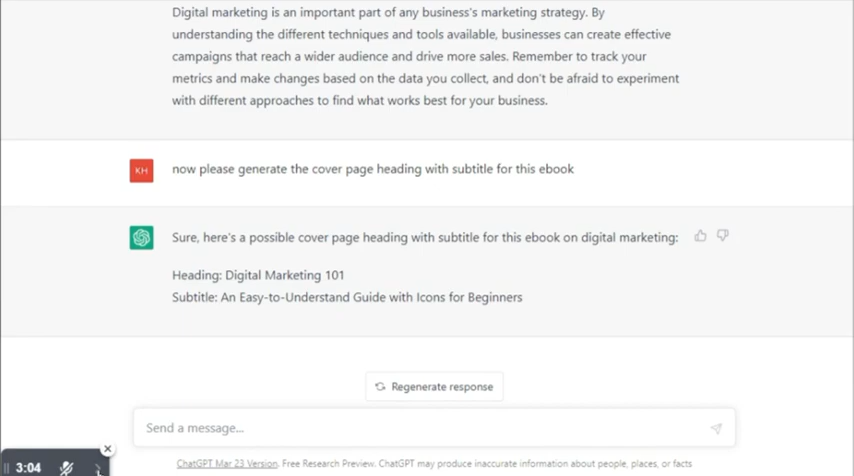 Digital marketing is an important part of any business's marketing strategy. By
understanding the different techniques and tools available, businesses can create effective
campaigns that reach a wider audience and drive more sales. Remember to track your
metrics and make changes based on the data you collect, and don't be afraid to experiment
with different approaches to find what works best for your business.
KH
now please generate the cover page heading with subtitle for this ebook
Sure, here's a possible cover page heading with subtitle for this ebook on digital marketing:
Heading: Digital Marketing 101
Subtitle: An Easy-to-Understand Guide with Icons for Beginners
Regenerate response
Send a message...
3:04
ChatGPT Mar 23 Version. Free Research Preview. ChatGPT may produce inaccurate information about people, places, or facts